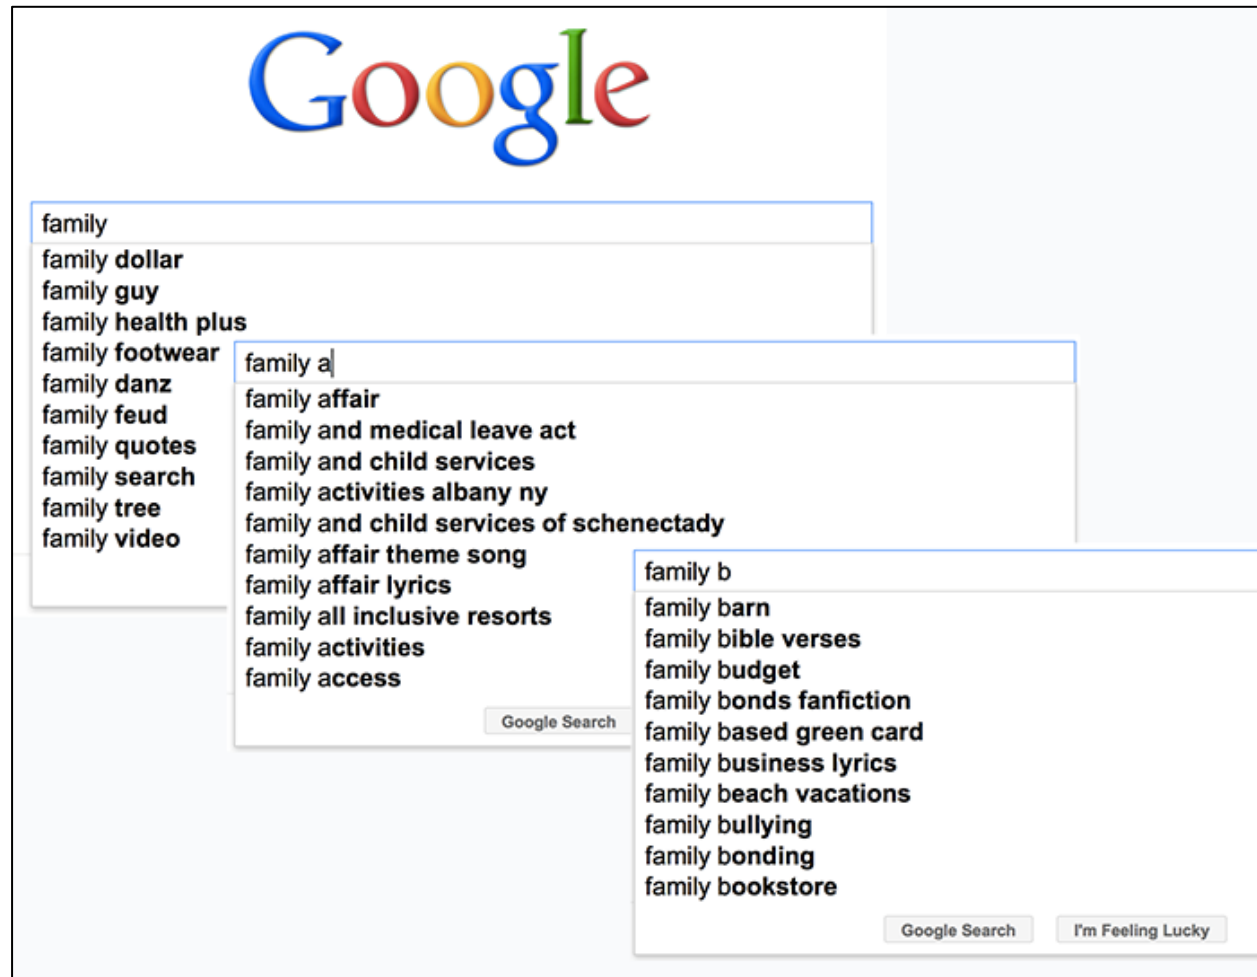 Google
family
family dollar
family guy
family health plus
family footwear
family danz
family feud
family quotes
family search
family tree
family video
family a
family affair
family and medical leave act
family and child services
family activities albany ny
family and child services of schenectady
family affair theme song
family affair lyrics
family all inclusive resorts
family activities
family access
Google Search
family b
family barn
family bible verses
family budget
family bonds fanfiction
family based green card
family business lyrics
family beach vacations
family bullying
family bonding
family bookstore
Google Search I'm Feeling Lucky